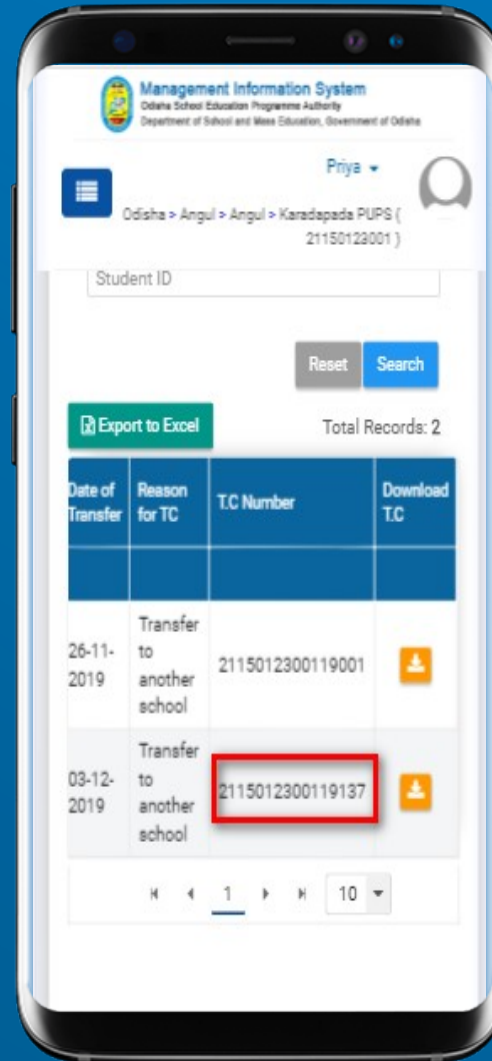 Management Information System
Odisha School Education Programme Authority
Department of School and Mass Education, Government of Odisha
Priya
Odisha > Angul > Angul > Karadapada PUPS (
21150123001 )
Student ID
Reset Search
Export to Excel Total Records: 2
Date of Transfer Reason for TC T.C Number Download T.C
26-11-
2019
Transfer
to
another
school
2115012300119001
03-12-
2019
Transfer
to
another
school
2115012300119137
1 10